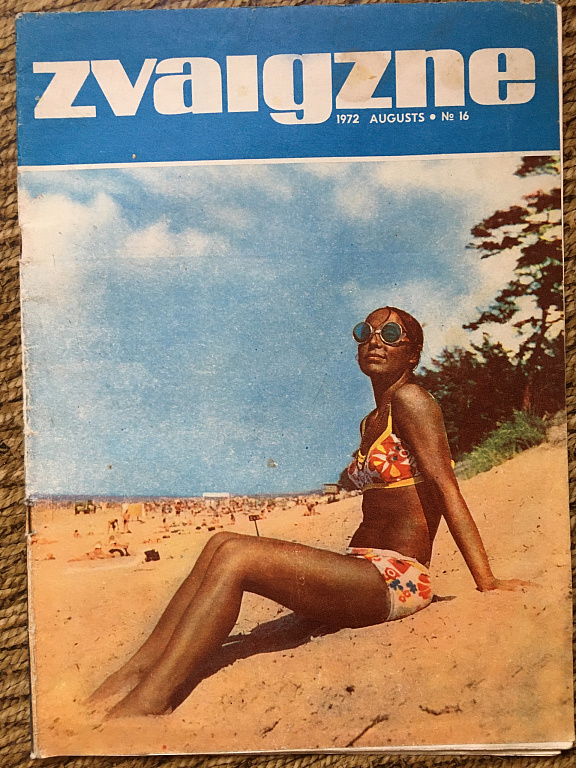 zvaigzne
1972 AUGUSTS • № 16